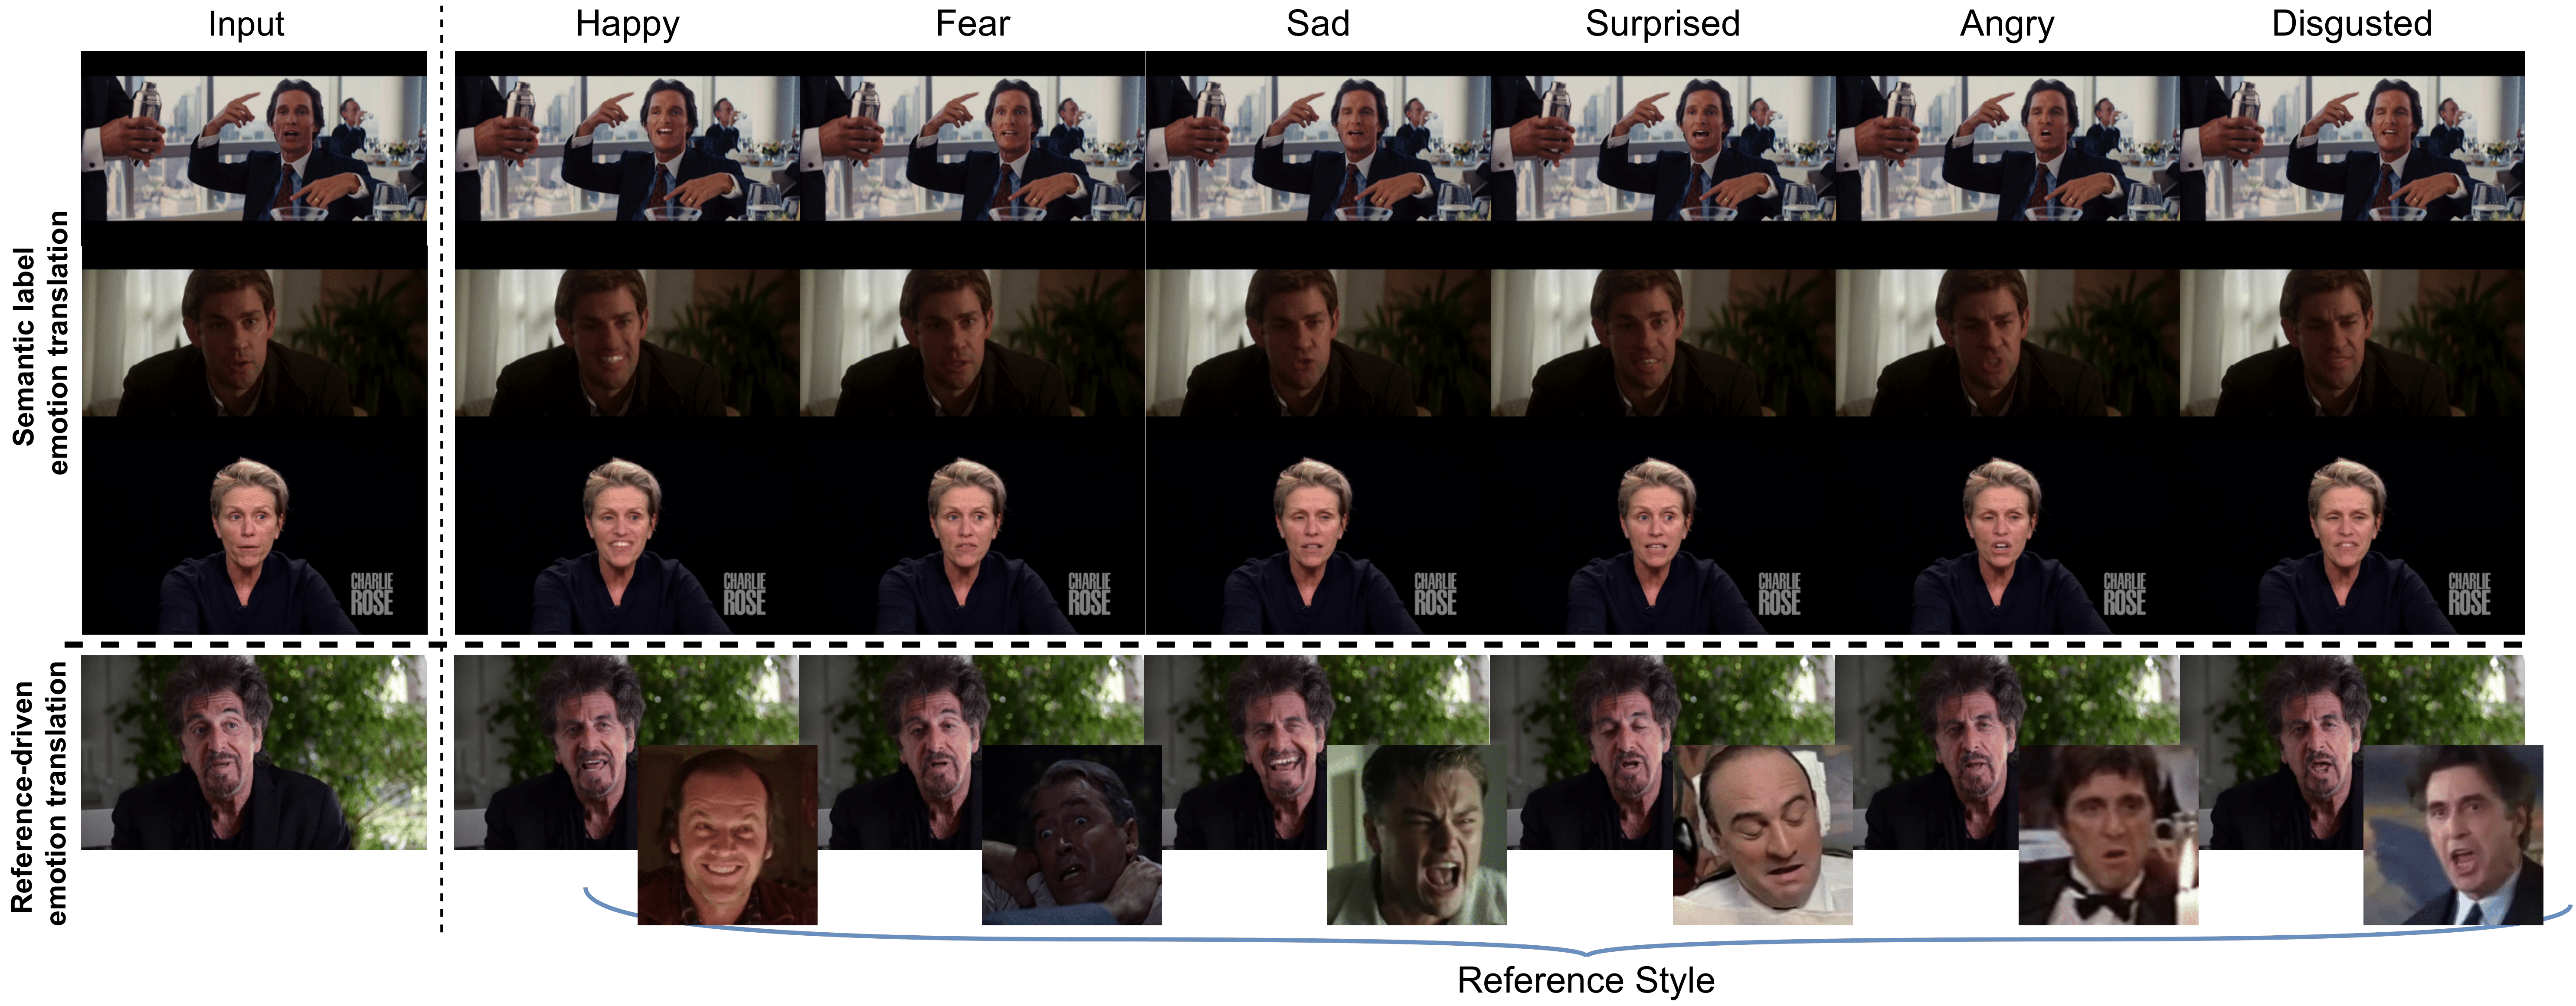 Input
Happy
Fear
Sad
Surprised
Angry
Disgusted
Semantic label
emotion translation
CHARLIE
ROSE
CHARLIE
ROSE
CHARLIE
ROSE
CHARLIE
ROSE
CHARLIE
ROSE
CHARLIE
ROSE
CHARLIE
ROSE
Reference-driven
emotion translation
Reference Style